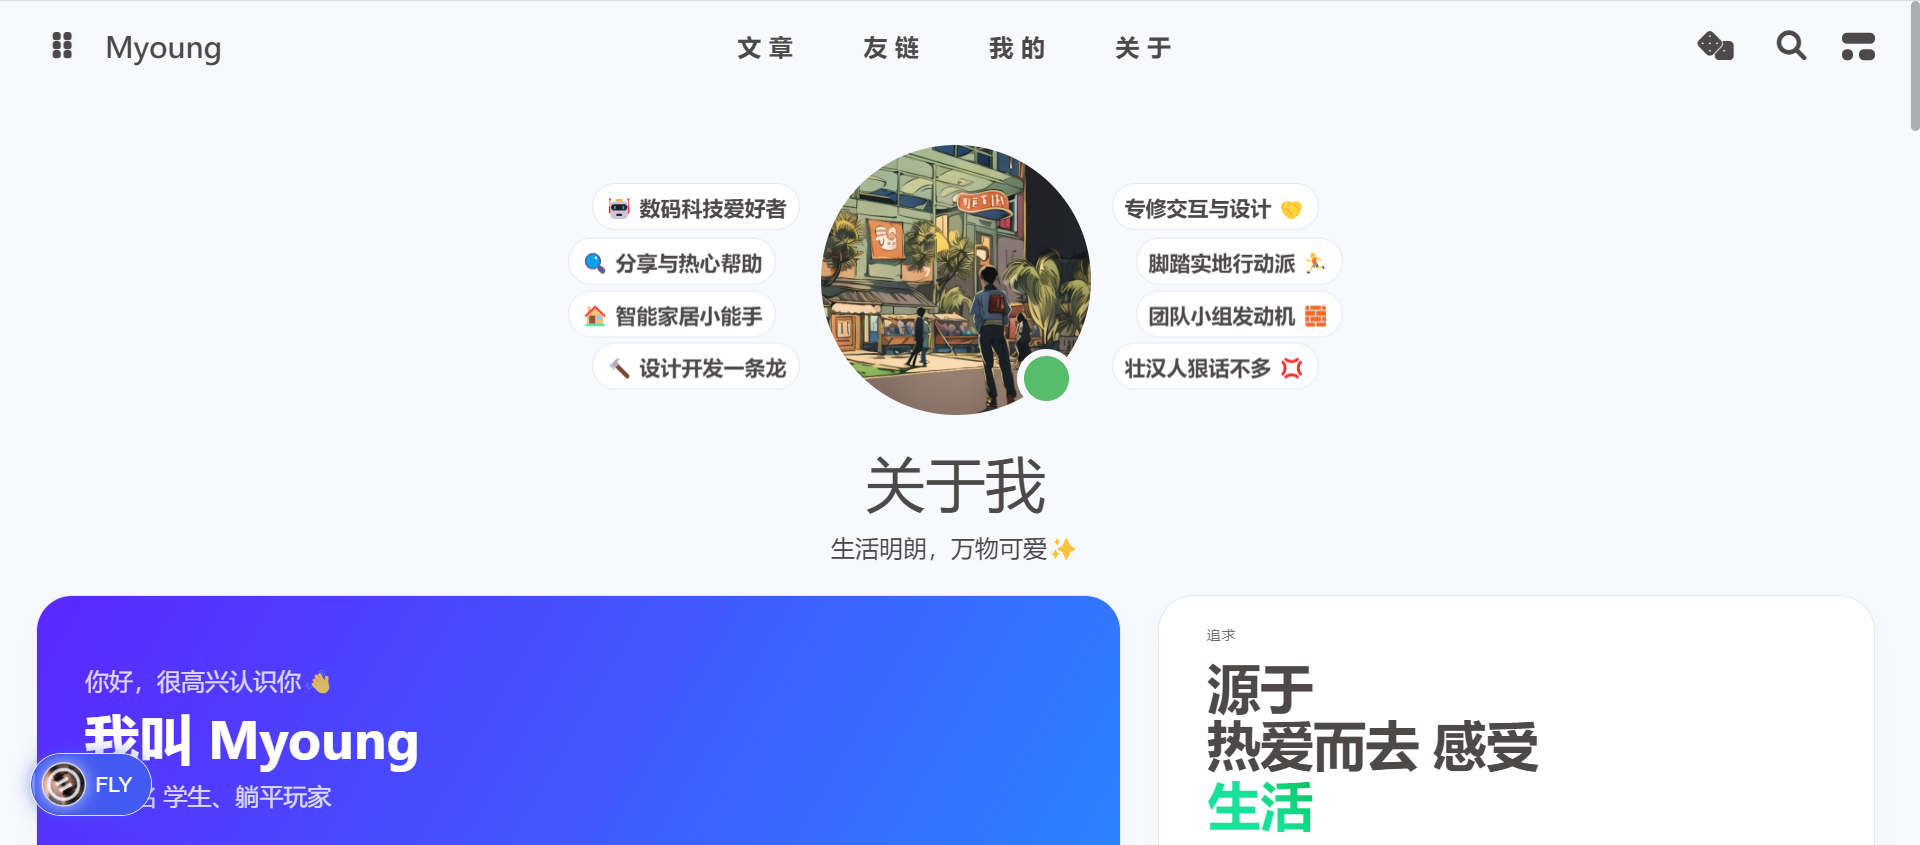 Myoung
文章 友链 我的 关于
🤖 数码科技爱好者
🔍 分享与热心帮助
🏠 智能家居小能手
🔨 设计开发一条龙
专修交互与设计 🤝
脚踏实地行动派 🏃
团队小组发动机 🧱
壮汉人狠话不多 💢
关于我
生活明朗，万物可爱✨
你好，很高兴认识你👋
我叫 Myoung
学生、躺平玩家
FLY
追求
源于
热爱而去 感受
生活